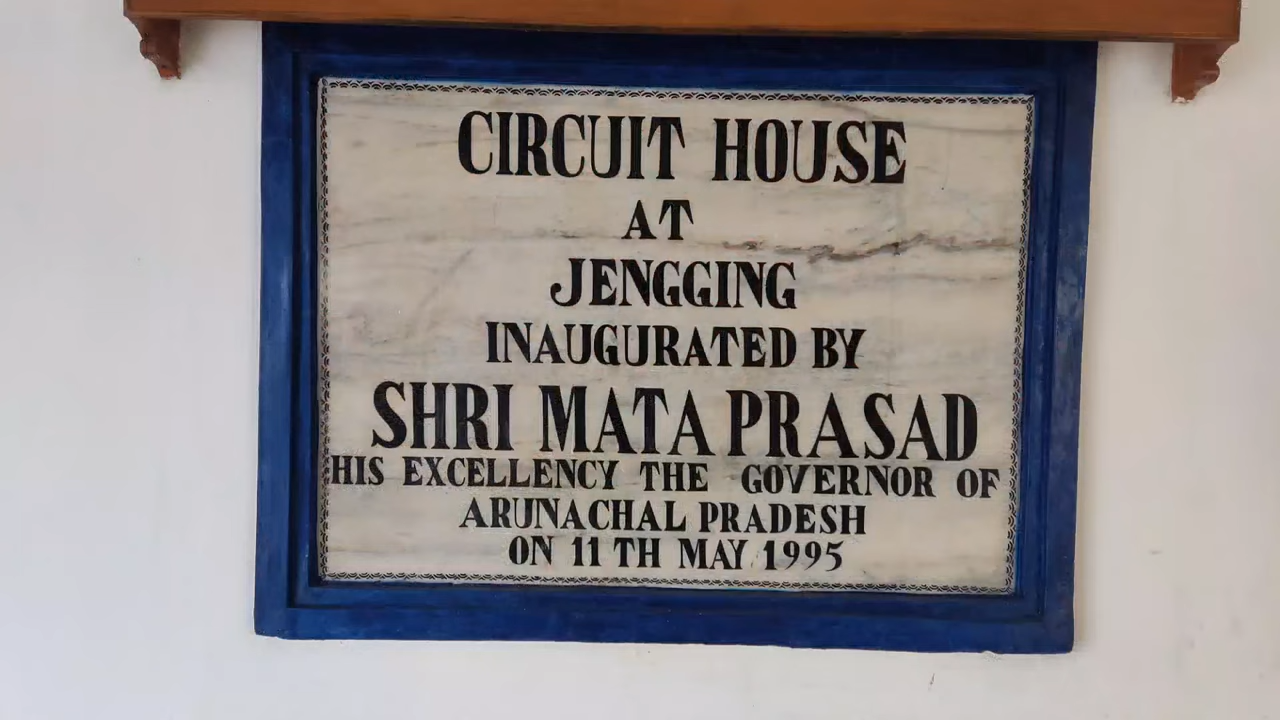 CIRCUIT HOUSE
AT
JENGGING
INAUGURATED BY
SHRI MATA PRASAD
HIS EXCELLENCY THE GOVERNOR OF
ARUNACHAL PRADESH
ON 11 TH MAY 1995